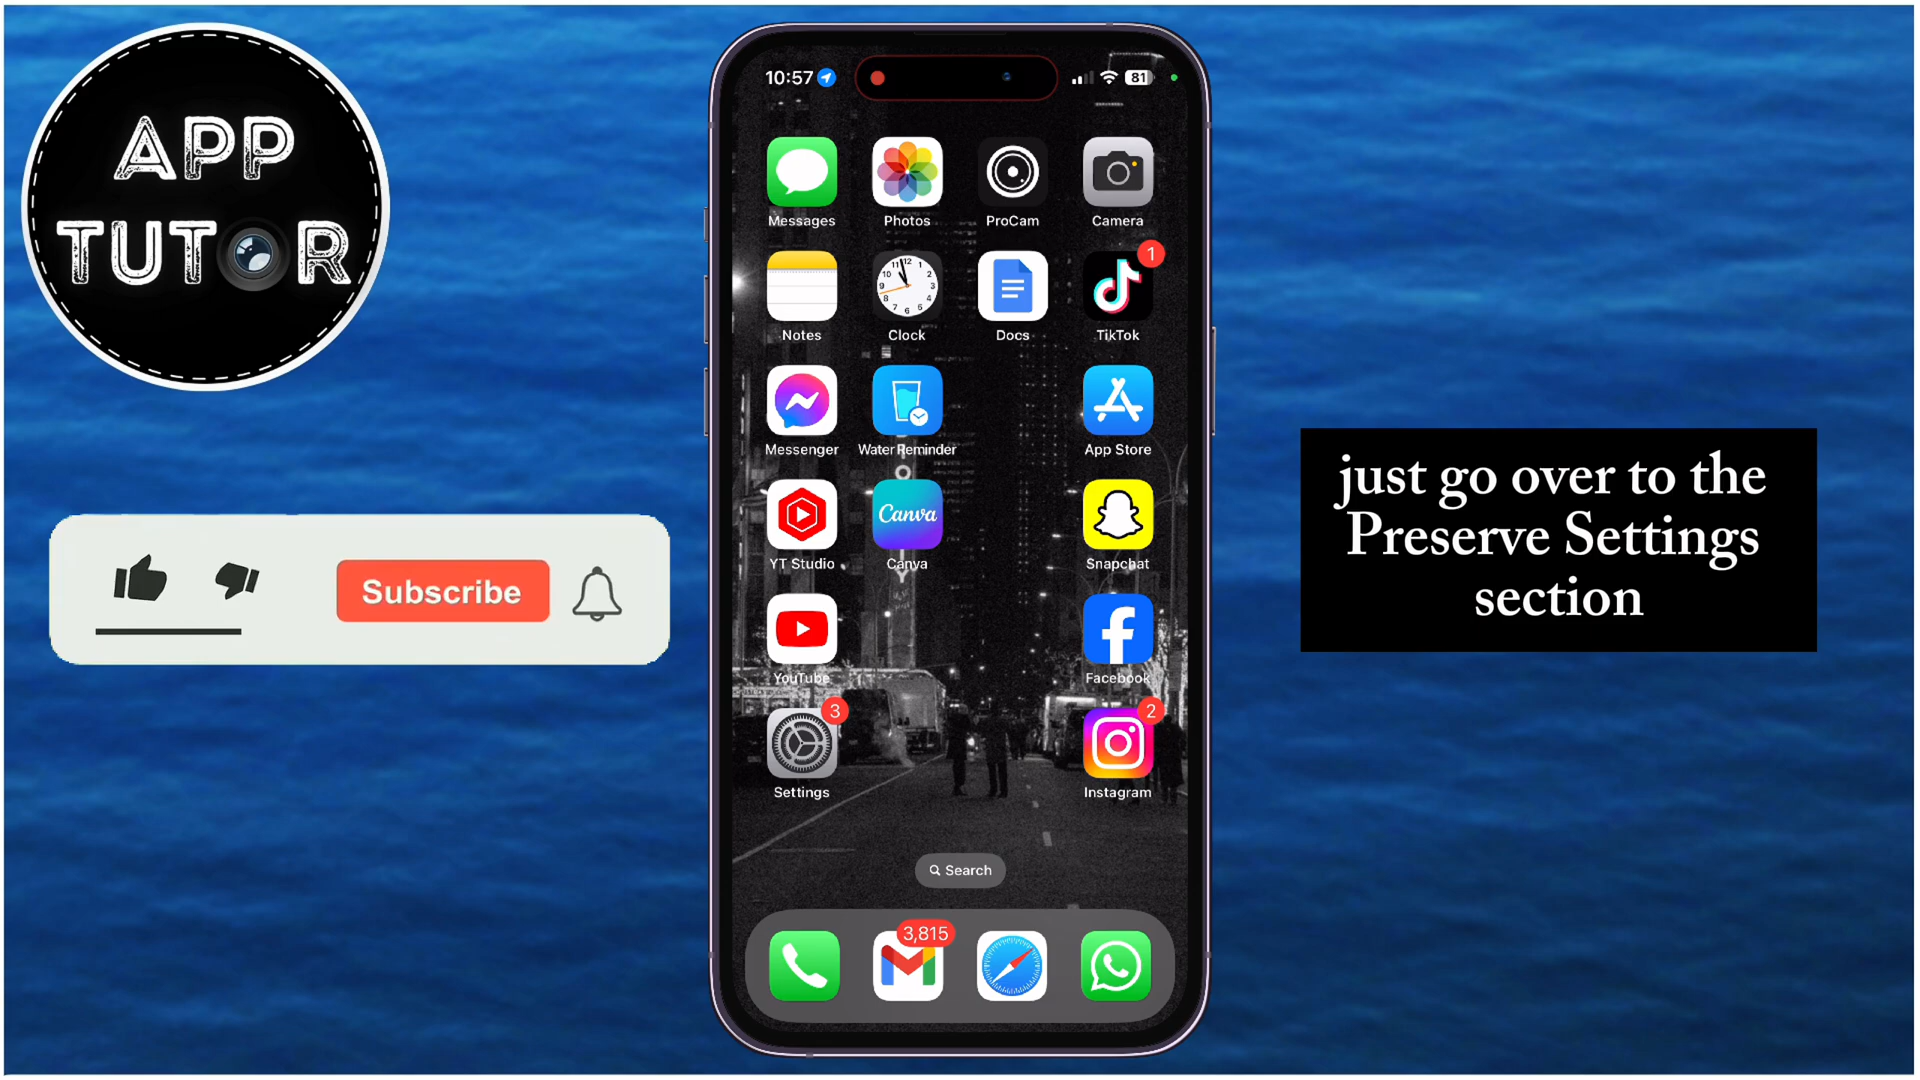 APP
TUTOR
10:57
81
Messages
Photos
ProCam
Camera
1
Notes
Clock
Docs
TikTok
Messenger
Water Reminder
App Store
Canva
YT Studio
Canva
Snapchat
YouTube
Facebook
3
2
Settings
Instagram
Search
3,815
Subscribe
just go over to the
Preserve Settings
section